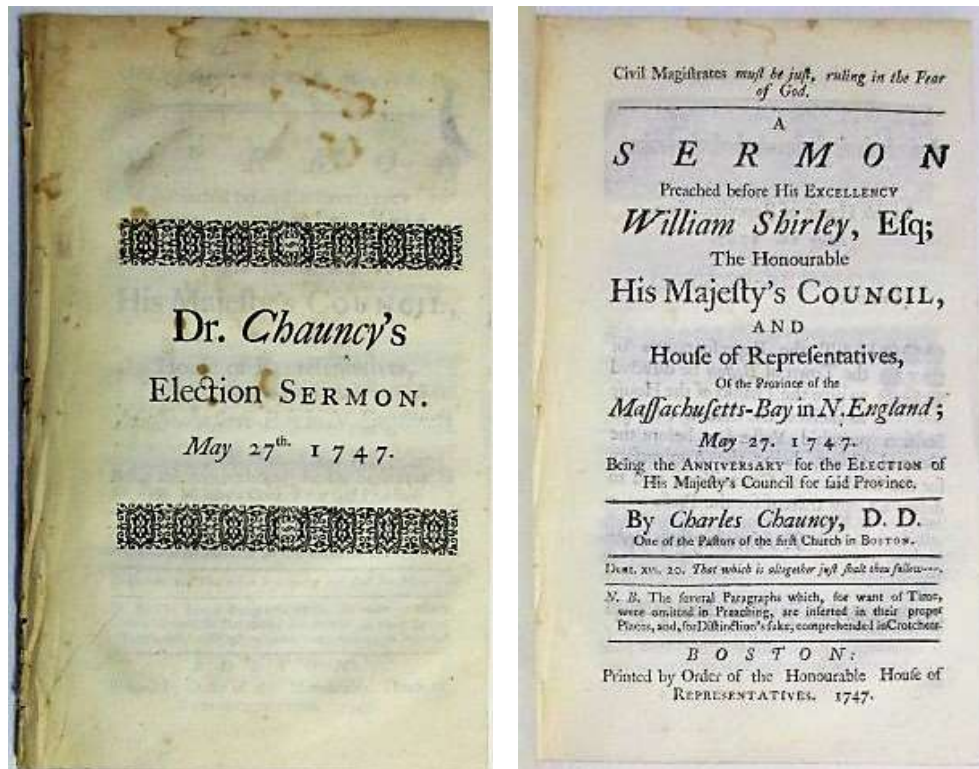 Dr. Chauncy's
Election SERMON.
May 27th. 1747.
Civil Magiſtrates muſt be juſt, ruling in the Fear
of God.
A
SERMON
Preached before His EXCELLENCY
William Shirley, Eſq;
The Honourable
His Majeſty's COUNCIL,
AND
Houſe of Repreſentatives,
Of the Province of the
Maſſachuſetts-Bay in N. England;
May 27. 1747.
Being the ANNIVERSARY for the ELECTION of
His Majeſty's Council for ſaid Province.
By Charles Chauncy, D. D.
One of the Paſtors of the firſt Church in BOSTON.
DEUT. XVI. 20. That which is altogether juſt ſhalt thou follow---.
N. B. The ſeveral Paragraphs which, for want of Time,
were omitted in Preaching, are inſerted in their proper
Places, and, for Diſtinction's ſake, comprehended in Crotchets.
BOSTON:
Printed by Order of the Honourable Houſe of
REPRESENTATIVES. 1747.